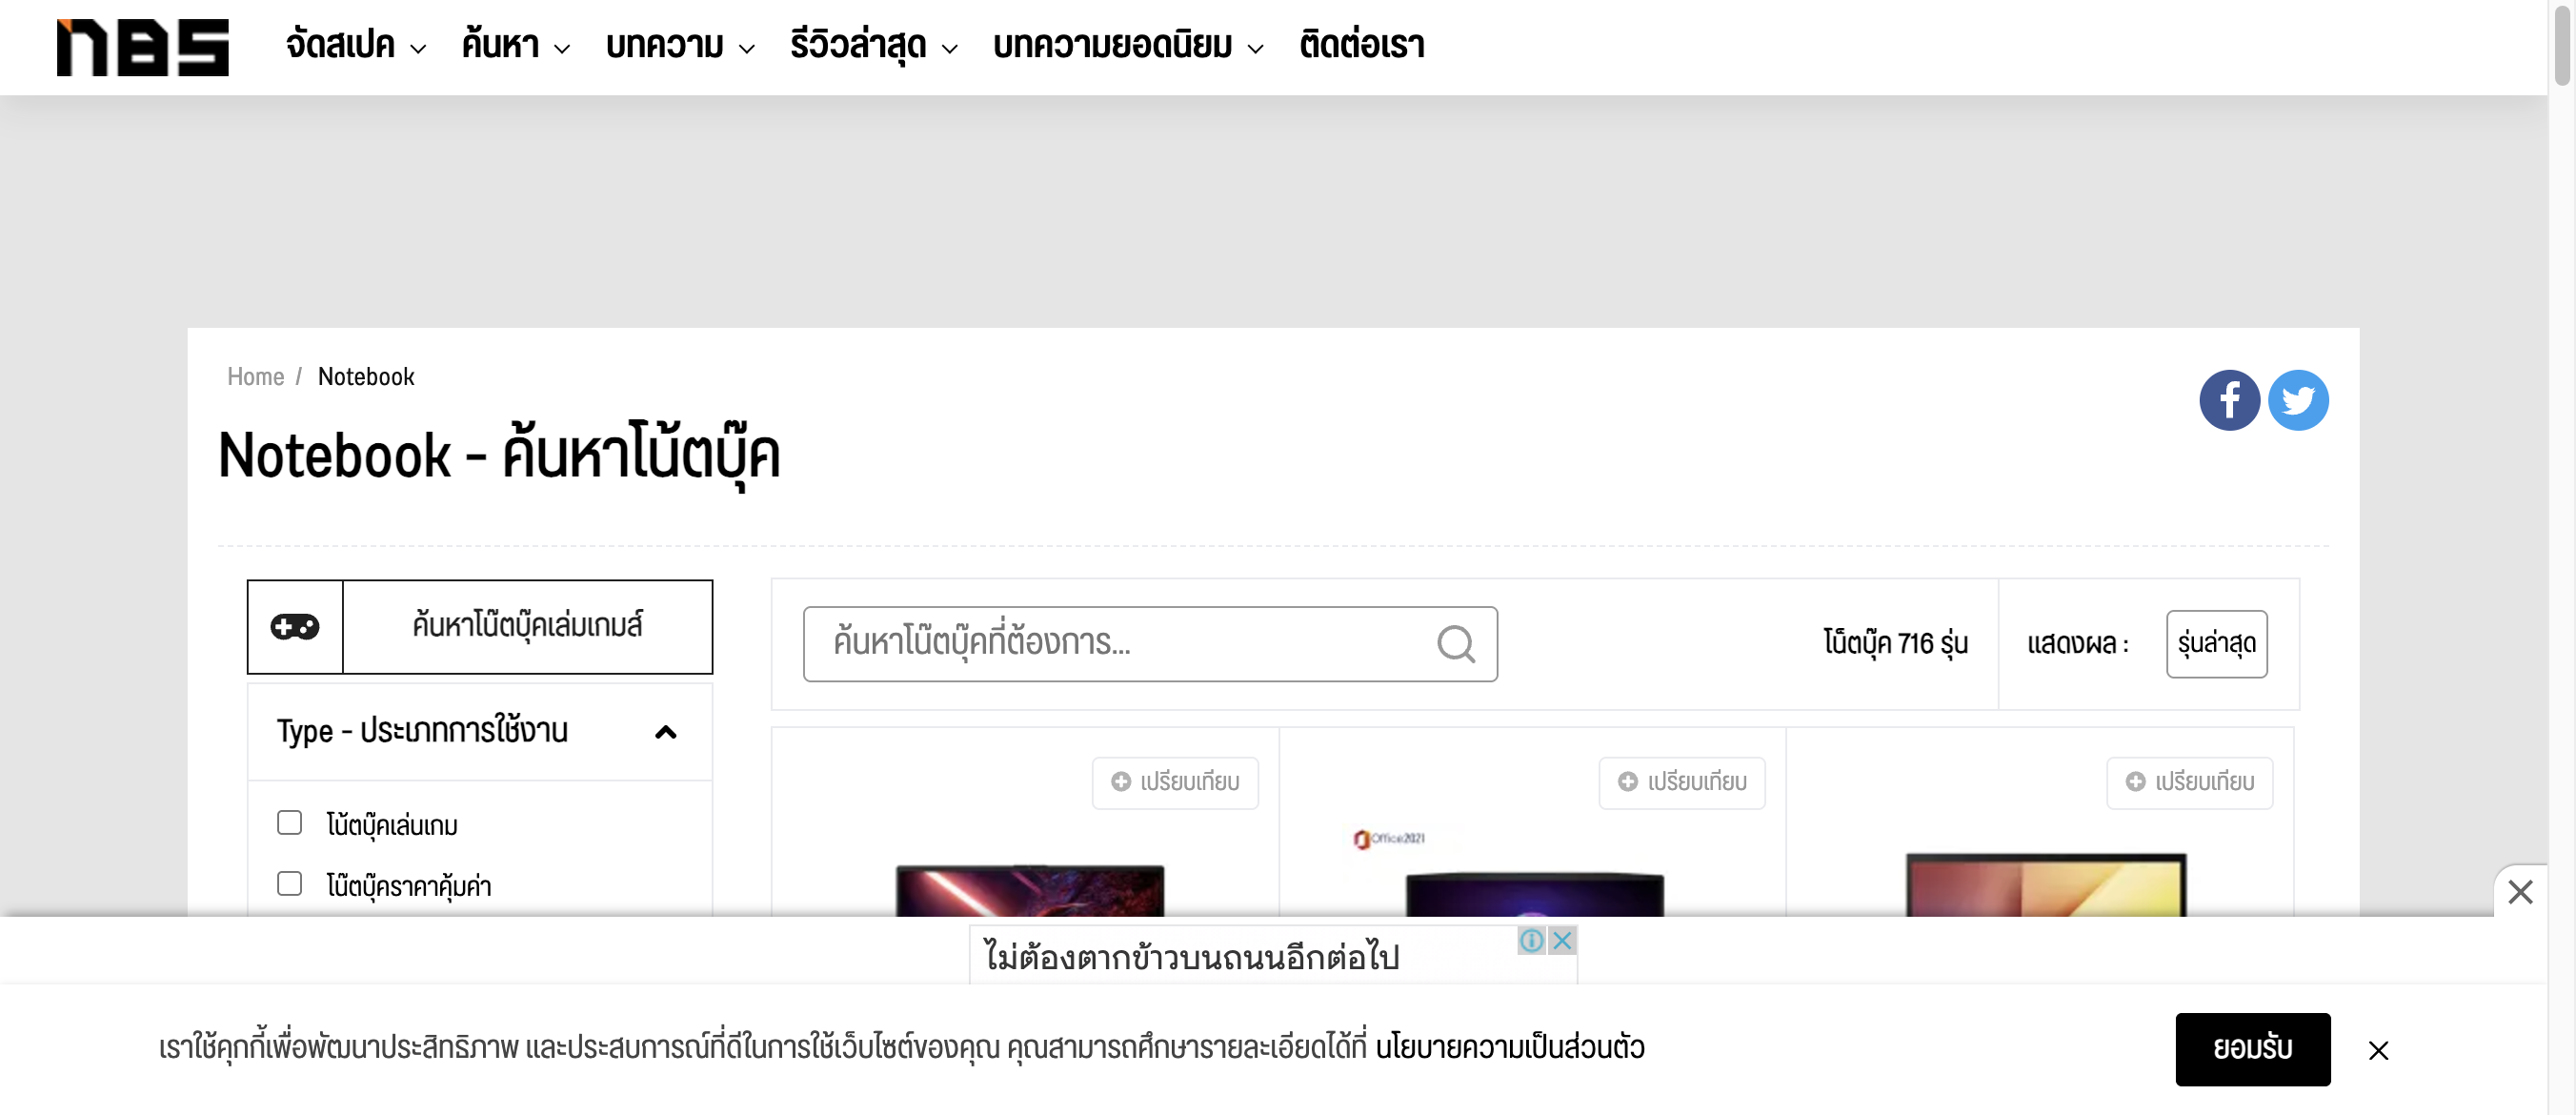 NBS
จัดสเปค ค้นหา บทความ รีวิวล่าสุด บทความยอดนิยม ติดต่อเรา
Home / Notebook
Notebook - ค้นหาโน้ตบุ๊ค
ค้นหาโน๊ตบุ๊คเล่มเกมส์
ค้นหาโน๊ตบุ๊คที่ต้องการ...
โน็ตบุ๊ค 716 รุ่น
แสดงผล :
รุ่นล่าสุด
Type - ประเภทการใช้งาน
โน้ตบุ๊คเล่นเกม
โน๊ตบุ๊คราคาคุ้มค่า
เปรียบเทียบ
เปรียบเทียบ
เปรียบเทียบ
Office2021
ไม่ต้องตากข้าวบนถนนอีกต่อไป
เราใช้คุกกี้เพื่อพัฒนาประสิทธิภาพ และประสบการณ์ที่ดีในการใช้เว็บไซต์ของคุณ คุณสามารถศึกษารายละเอียดได้ที่ นโยบายความเป็นส่วนตัว
ยอมรับ